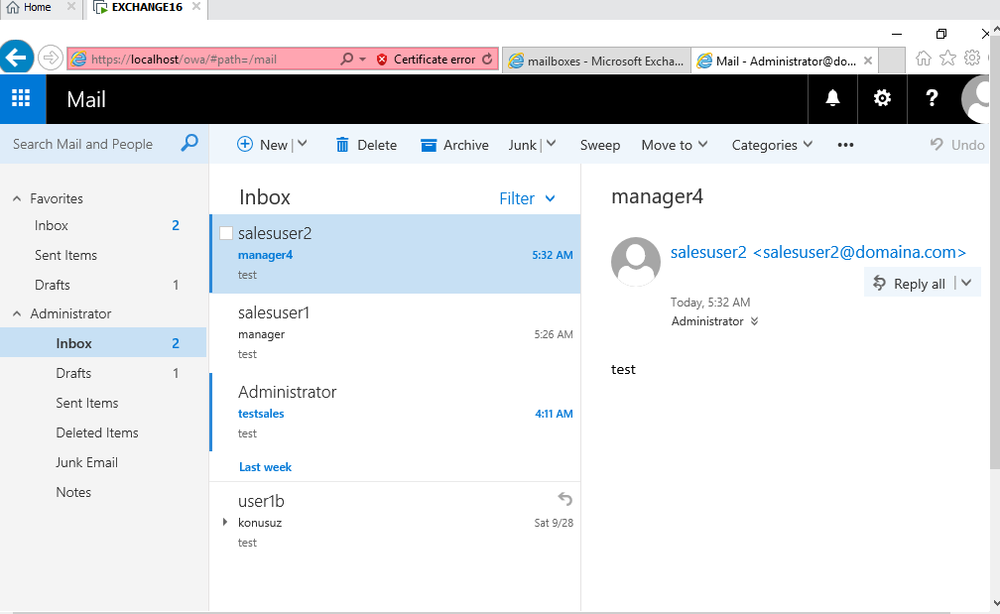 Home
EXCHANGE16
https://localhost/owa/#path=/mail
Certificate error
mailboxes - Microsoft Excha...
Mail - Administrator@do...
Mail
?
Search Mail and People
New
Delete
Archive
Junk
Sweep
Move to
Categories
Undo
Favorites
Inbox 2
Sent Items
Drafts 1
Administrator
Inbox 2
Drafts 1
Sent Items
Deleted Items
Junk Email
Notes
Inbox
Filter
salesuser2
manager4 5:32 AM
test
salesuser1
manager 5:26 AM
test
Administrator
testsales 4:11 AM
test
Last week
user1b
konusuz Sat 9/28
test
manager4
salesuser2 <salesuser2@domaina.com>
Reply all
Today, 5:32 AM
Administrator
test